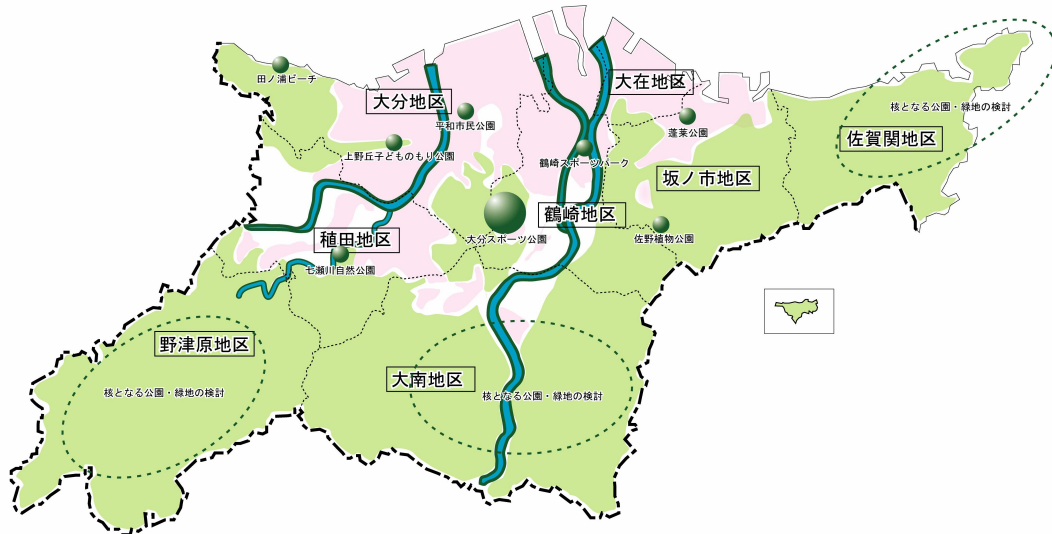 田ノ浦ビーチ
大分地区
平和市民公園
上野丘子どものもり公園
大在地区
蓬莱公園
核となる公園・緑地の検討
佐賀関地区
鶴崎スポーツパーク
坂ノ市地区
鶴崎地区
大分スポーツ公園
佐野植物公園
稙田地区
七瀬川自然公園
野津原地区
核となる公園・緑地の検討
大南地区
核となる公園・緑地の検討